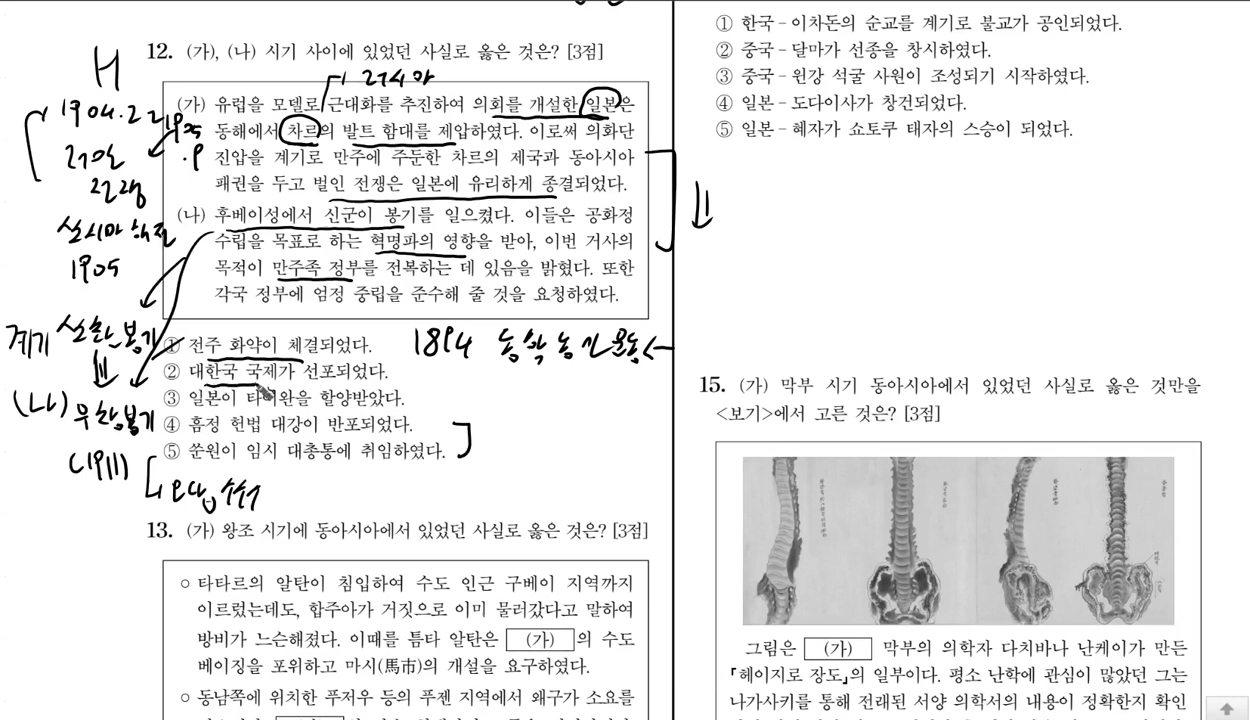 12. (가), (나) 시기 사이에 있었던 사실로 옳은 것은? [3점]
(가) 유럽을 모델로 근대화를 추진하여 의회를 개설한 일본은
동해에서 차르의 발트 함대를 제압하였다. 이로써 의화단
진압을 계기로 만주에 주둔한 차르의 제국과 동아시아
패권을 두고 벌인 전쟁은 일본에 유리하게 종결되었다.
(나) 후베이성에서 신군이 봉기를 일으켰다. 이들은 공화정
수립을 목표로 하는 혁명파의 영향을 받아, 이번 거사의
목적이 만주족 정부를 전복하는 데 있음을 밝혔다. 또한
각국 정부에 엄정 중립을 준수해 줄 것을 요청하였다.
① 전주 화약이 체결되었다.
② 대한국 국제가 선포되었다.
③ 일본이 타이완을 할양받았다.
④ 흠정 헌법 대강이 반포되었다.
⑤ 쑨원이 임시 대총통에 취임하였다.
H
1904. 2
러일
전쟁
1905
. 9
러시아
쓰시마 해전
1905
계기
신한 봉기
(나) 우창 봉기
(1911)
1894 동학 농민 운동
13. (가) 왕조 시기에 동아시아에서 있었던 사실로 옳은 것은? [3점]
○ 타타르의 알탄이 침입하여 수도 인근 구베이 지역까지
이르렀는데도, 합주아가 거짓으로 이미 물러갔다고 말하여
방비가 느슨해졌다. 이때를 틈타 알탄은 (가) 의 수도
베이징을 포위하고 마시(馬市)의 개설을 요구하였다.
○ 동남쪽에 위치한 푸저우 등의 푸젠 지역에서 왜구가 소요를
① 한국 - 이차돈의 순교를 계기로 불교가 공인되었다.
② 중국 - 달마가 선종을 창시하였다.
③ 중국 - 윈강 석굴 사원이 조성되기 시작하였다.
④ 일본 - 도다이사가 창건되었다.
⑤ 일본 - 혜자가 쇼토쿠 태자의 스승이 되었다.
15. (가) 막부 시기 동아시아에서 있었던 사실로 옳은 것만을
<보기>에서 고른 것은? [3점]
그림은 (가) 막부의 의학자 다치바나 난케이가 만든
「헤이지로 장도」의 일부이다. 평소 난학에 관심이 많았던 그는
나가사키를 통해 전래된 서양 의학서의 내용이 정확한지 확인